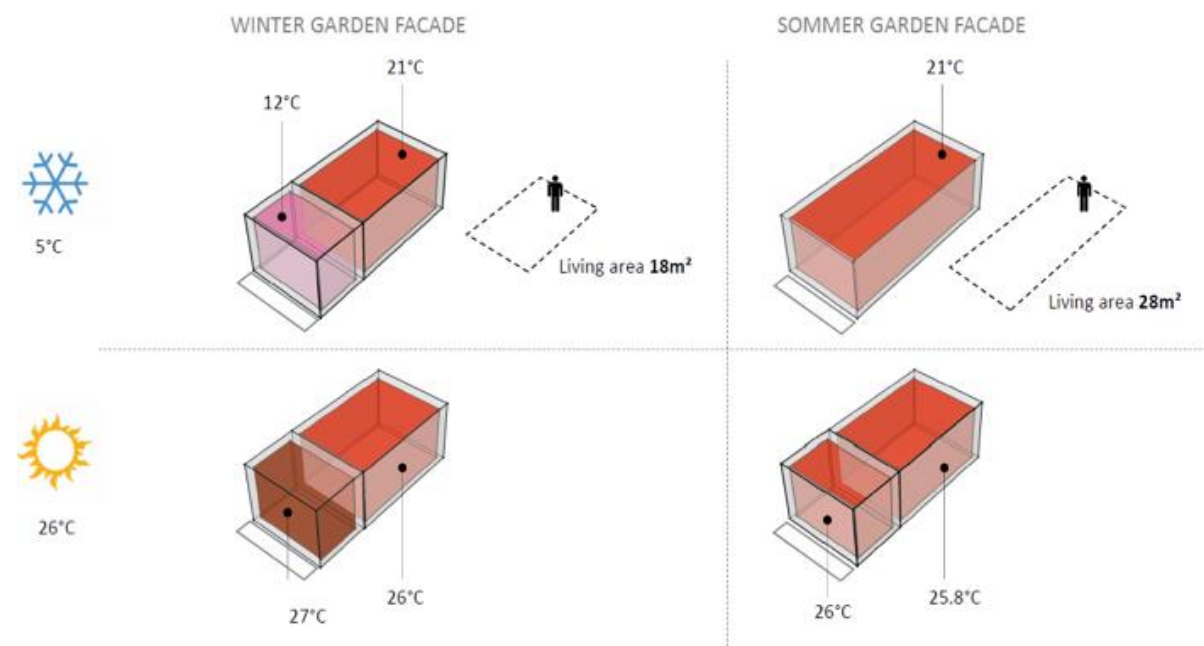 WINTER GARDEN FACADE
SOMMER GARDEN FACADE
21°C
12°C
21°C
5°C
Living area 18m²
Living area 28m²
26°C
27°C
26°C
26°C
25.8°C